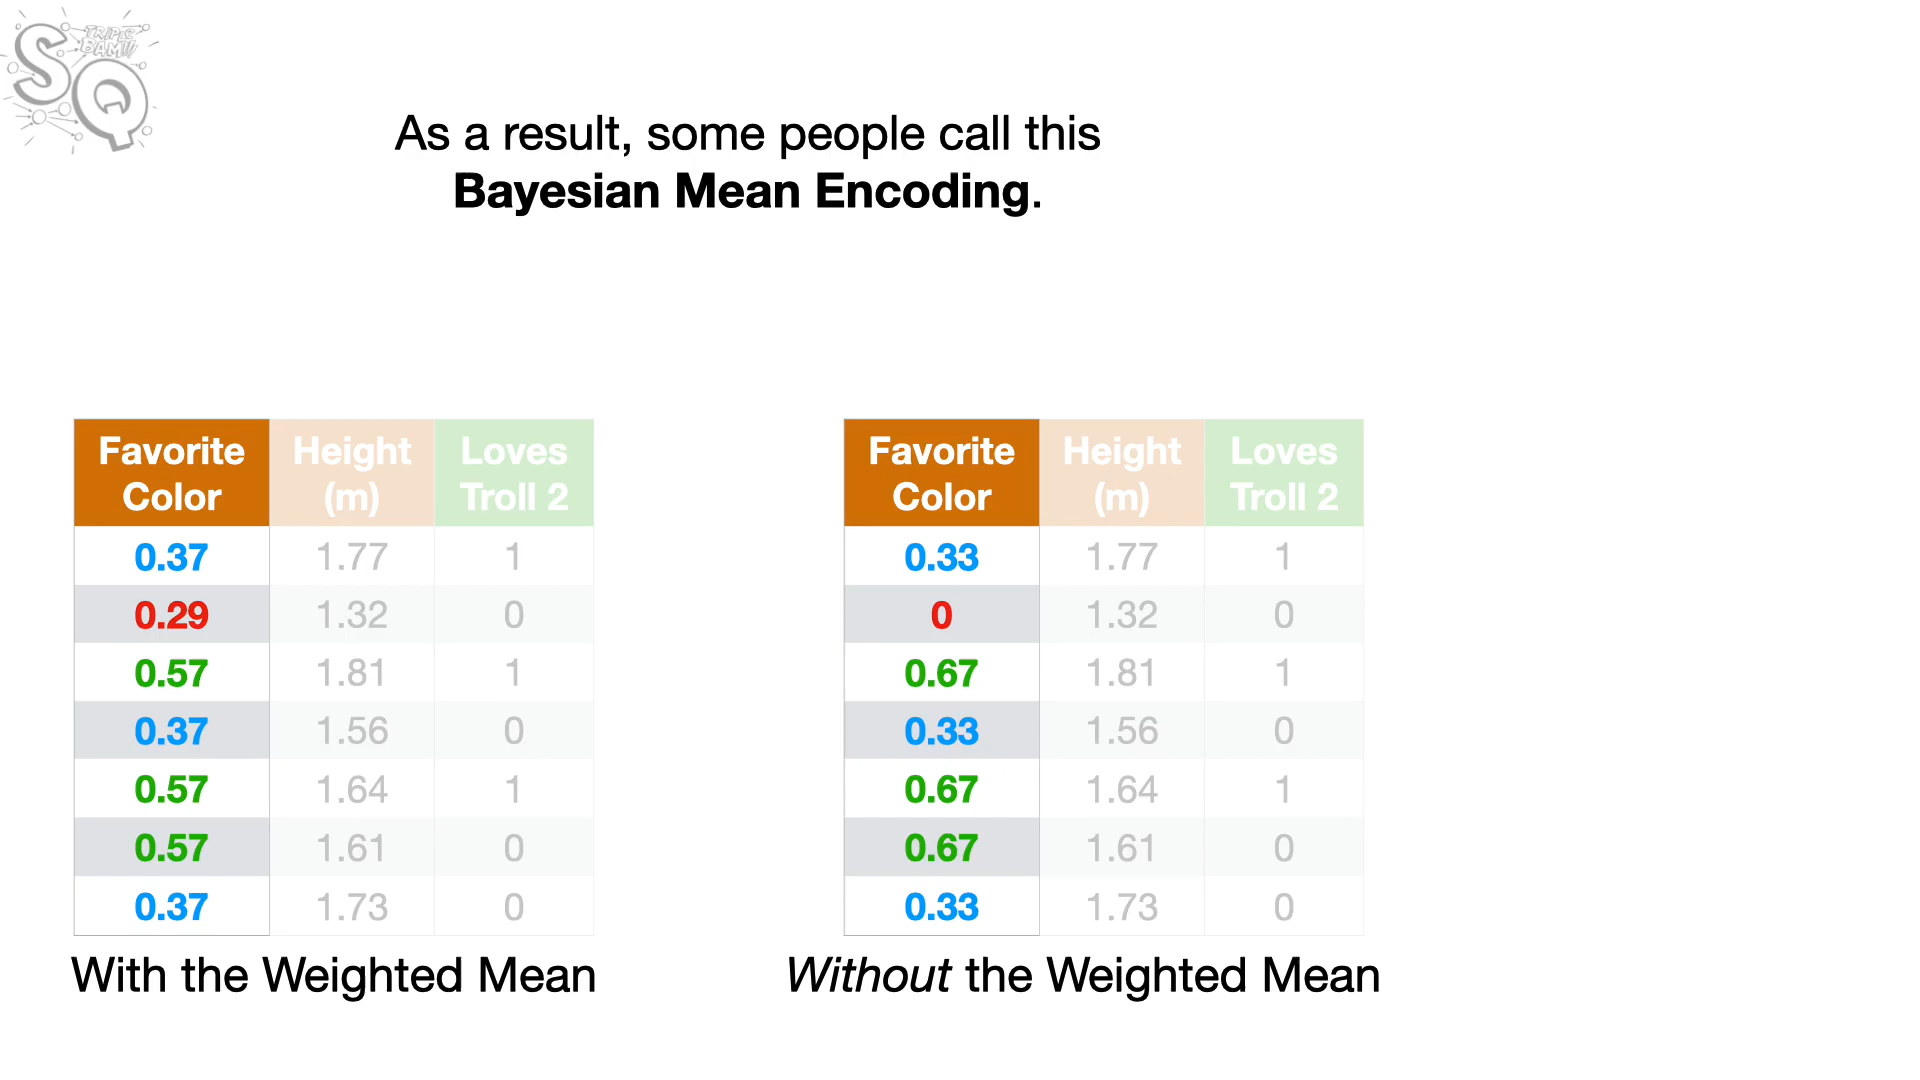 SQ
TRIPLE
BAM!!!
As a result, some people call this
Bayesian Mean Encoding.
Favorite Color Height (m) Loves Troll 2
0.37 1.77 1
0.29 1.32 0
0.57 1.81 1
0.37 1.56 0
0.57 1.64 1
0.57 1.61 0
0.37 1.73 0
With the Weighted Mean
Favorite Color Height (m) Loves Troll 2
0.33 1.77 1
0 1.32 0
0.67 1.81 1
0.33 1.56 0
0.67 1.64 1
0.67 1.61 0
0.33 1.73 0
Without the Weighted Mean